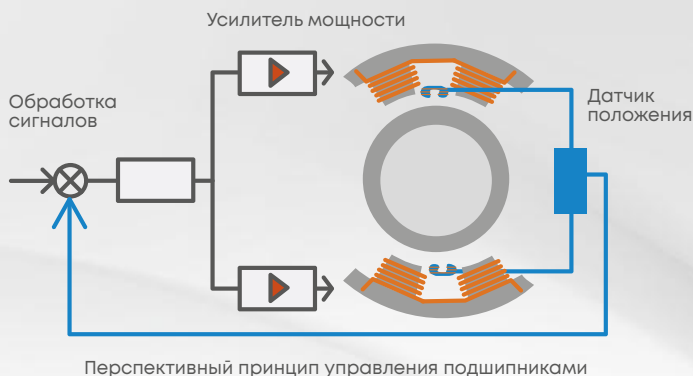 Усилитель мощности
Обработка
сигналов
Датчик
положения
Перспективный принцип управления подшипниками